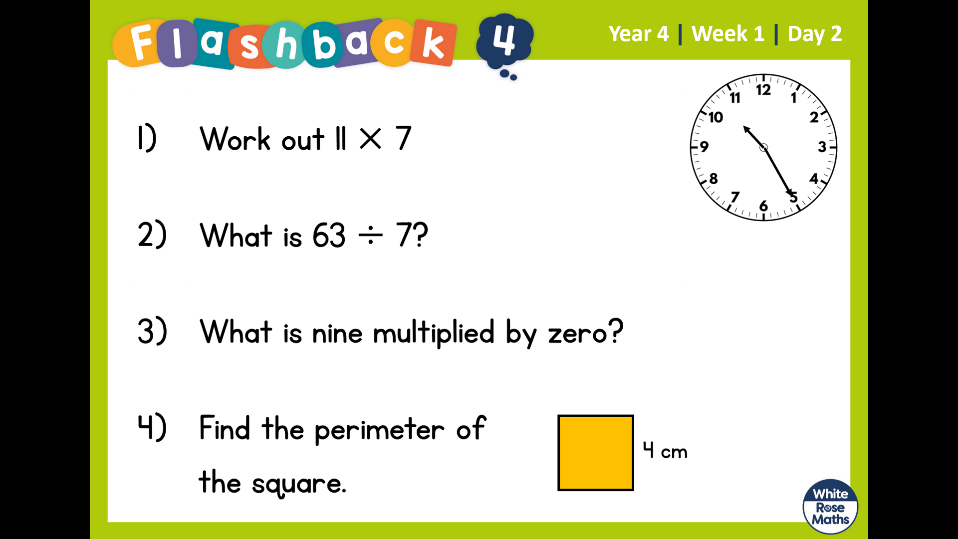 Flashback 4
Year 4 | Week 1 | Day 2
12
11 1
10 2
9 3
8 4
7 5
6
1) Work out 11 × 7
2) What is 63 ÷ 7?
3) What is nine multiplied by zero?
4) Find the perimeter of
the square.
4 cm
White
Rose
Maths